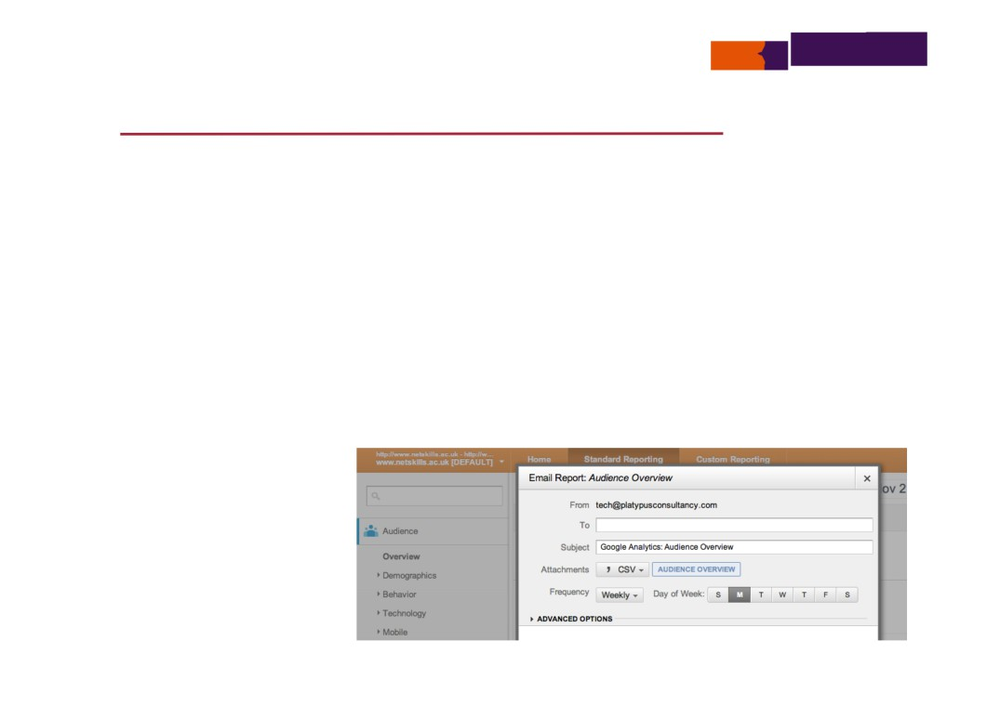 http://www.netskills.ac.uk - http://w...
www.netskills.ac.uk [DEFAULT]
Home
Standard Reporting
Custom Reporting
Email Report: Audience Overview
ov 2
From tech@platypusconsultancy.com
To
Subject Google Analytics: Audience Overview
Attachments CSV AUDIENCE OVERVIEW
Frequency Weekly Day of Week: S M T W T F S
ADVANCED OPTIONS
Audience
Overview
Demographics
Behavior
Technology
Mobile